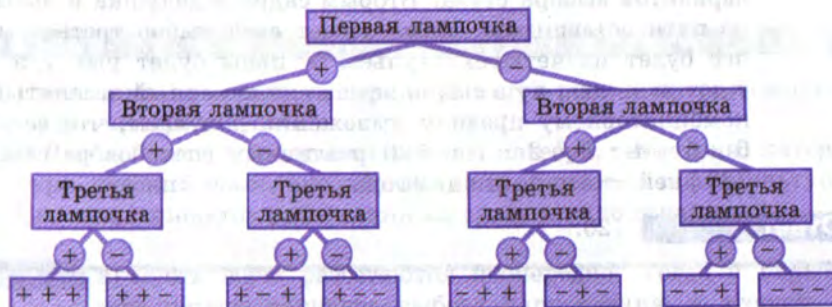 Первая лампочка
+ −
Вторая лампочка Вторая лампочка
+ − + −
Третья лампочка Третья лампочка Третья лампочка Третья лампочка
+ − + − + − + −
+ + + + + − + − + + − − − + + − + − − − + − − −